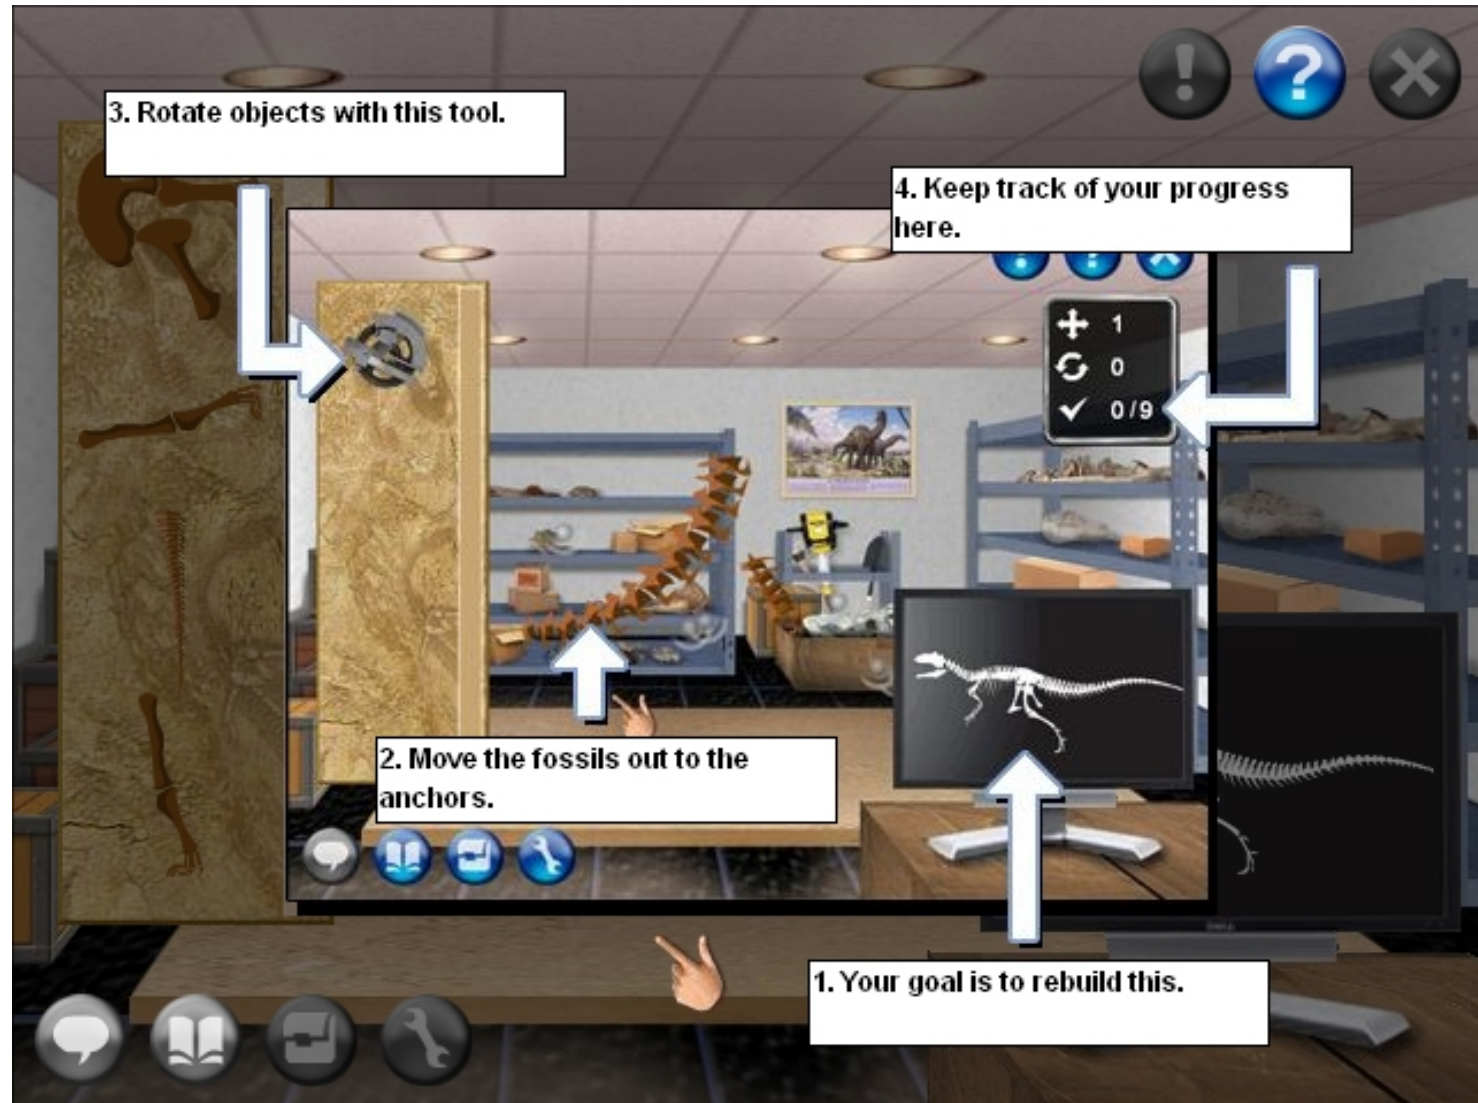 3. Rotate objects with this tool.
4. Keep track of your progress
here.
1
0
0/9
2. Move the fossils out to the
anchors.
1. Your goal is to rebuild this.